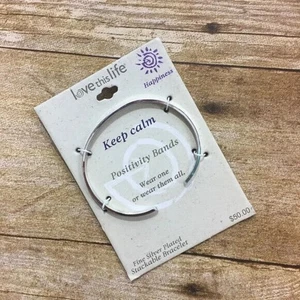 love this life
Happiness
Keep calm
Positivity Bands
Wear one
or wear them all.
Fine Silver Plated
Stackable Bracelet
$50.00